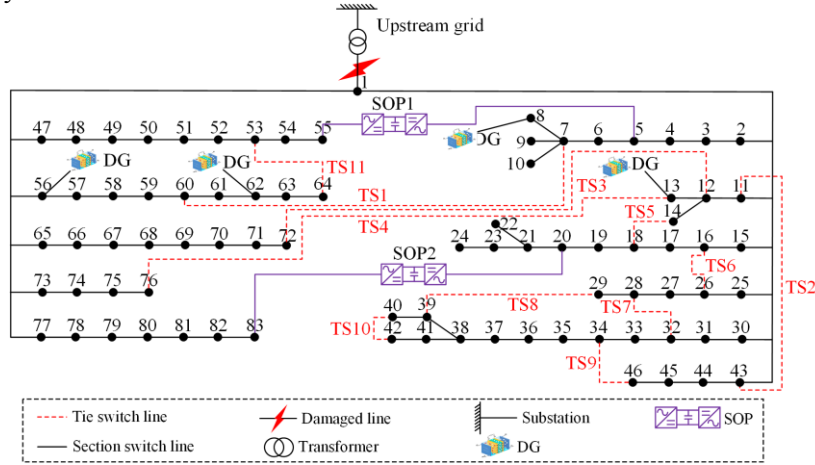 Upstream grid
1
SOP1
47 48 49 50 51 52 53 54 55
8
9
10
7 6 5 4 3 2
DG
DG
DG
DG
TS11
TS3
56 57 58 59 60 61 62 63 64
TS1
13 12 11
14
TS4
TS5
65 66 67 68 69 70 71 72
22
24 23 21 20 19 18 17 16 15
SOP2
TS6
TS2
73 74 75 76
29 28 27 26 25
TS8
TS7
40 39
TS10
42 41 38 37 36 35 34 33 32 31 30
77 78 79 80 81 82 83
TS9
46 45 44 43
Tie switch line
Damaged line
Substation
SOP
Section switch line
Transformer
DG